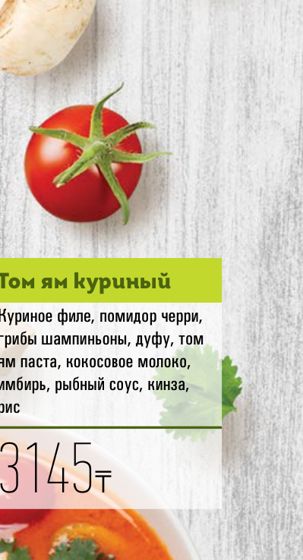 Том ям куриный
Куриное филе, помидор черри,
грибы шампиньоны, дуфу, том
ям паста, кокосовое молоко,
имбирь, рыбный соус, кинза,
рис
3145₸